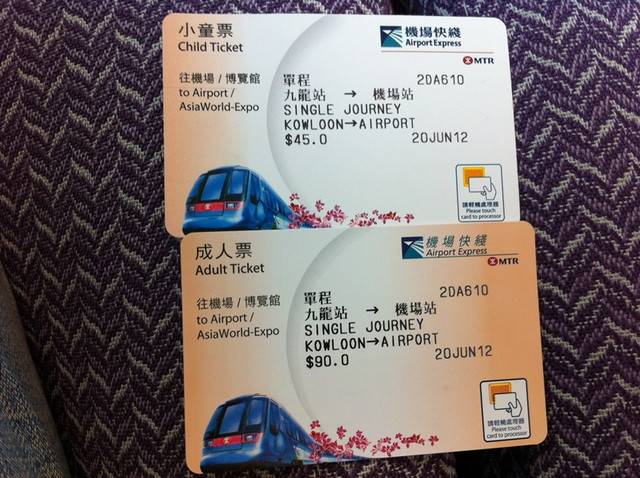 小童票
Child Ticket
機場快綫
Airport Express
MTR
往機場 / 博覽館
to Airport /
AsiaWorld-Expo
單程 2DA610
九龍站 → 機場站
SINGLE JOURNEY
KOWLOON→AIRPORT
$45.0 20JUN12
請輕觸處理器
Please touch
card to processor
成人票
Adult Ticket
機場快綫
Airport Express
MTR
往機場 / 博覽館
to Airport /
AsiaWorld-Expo
單程 2DA610
九龍站 → 機場站
SINGLE JOURNEY
KOWLOON→AIRPORT
$90.0 20JUN12
請輕觸處理器
Please touch
card to processor